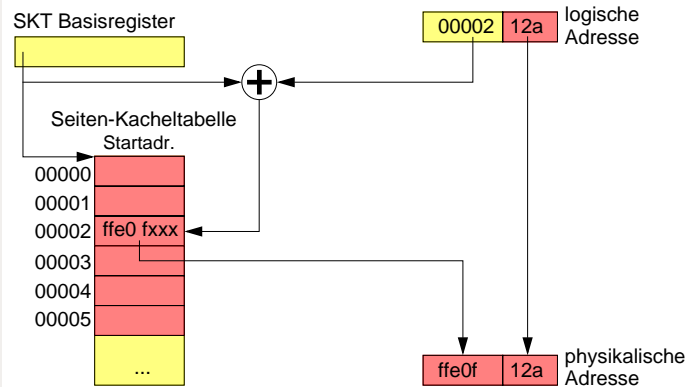 SKT Basisregister
00002 12a
logische
Adresse
+
Seiten-Kacheltabelle
Startadr.
00000
00001
00002 ffe0 fxxx
00003
00004
00005
...
ffe0f 12a
physikalische
Adresse